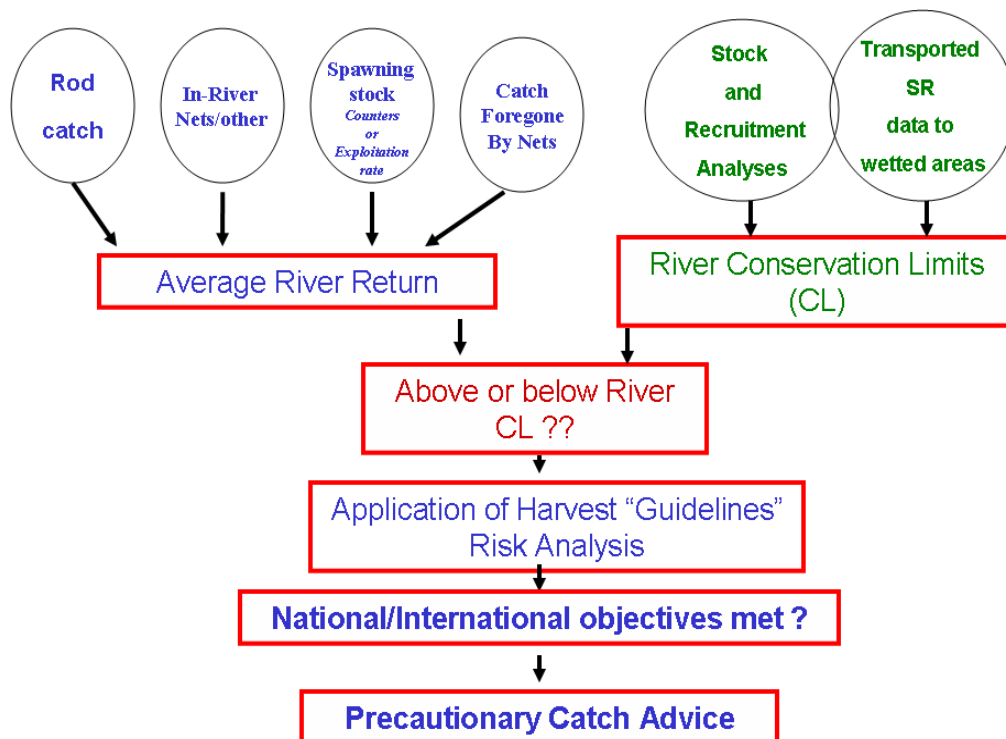 Rod
catch
In-River
Nets/other
Spawning
stock
Counters
or
Exploitation
rate
Catch
Foregone
By Nets
Stock
and
Recruitment
Analyses
Transported
SR
data to
wetted areas
Average River Return
River Conservation Limits
(CL)
Above or below River
CL ??
Application of Harvest “Guidelines”
Risk Analysis
National/International objectives met ?
Precautionary Catch Advice